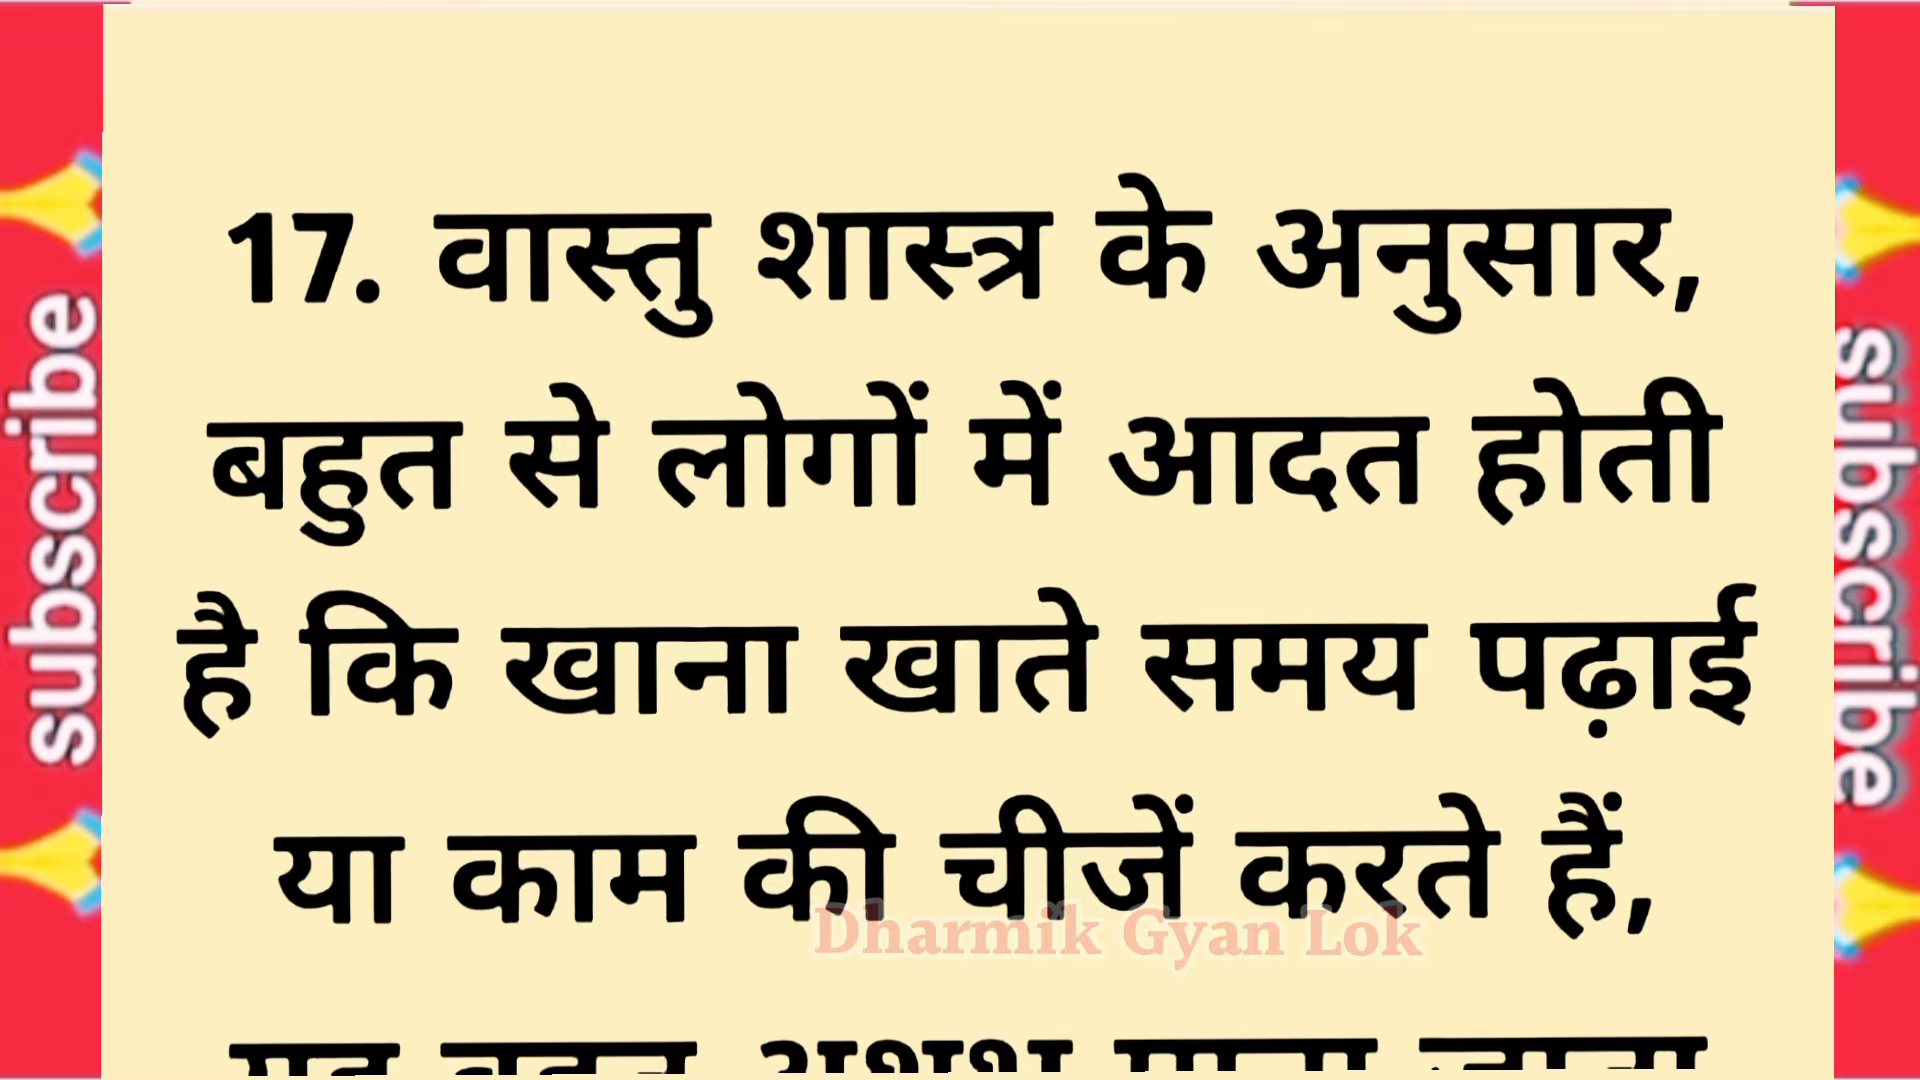 17. वास्तु शास्त्र के अनुसार,
बहुत से लोगों में आदत होती
है कि खाना खाते समय पढ़ाई
या काम की चीजें करते हैं,
Dharmik Gyan Lok
subscribe
subscribe